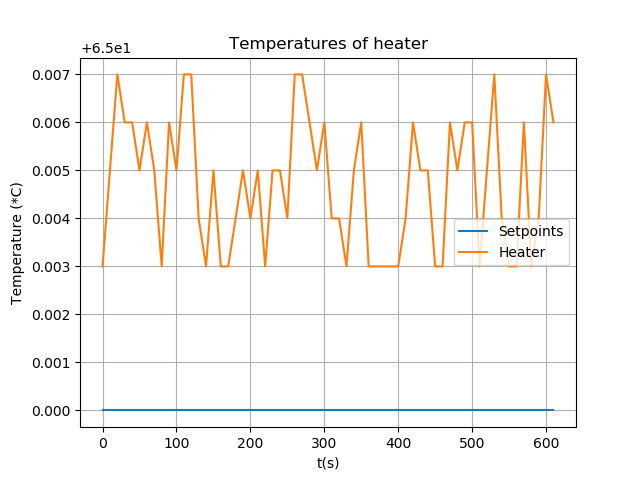 Temperatures of heater
+6.5e1
0.007
0.006
0.005
0.004
0.003
0.002
0.001
0.000
Temperature (*C)
Setpoints
Heater
0 100 200 300 400 500 600
t(s)